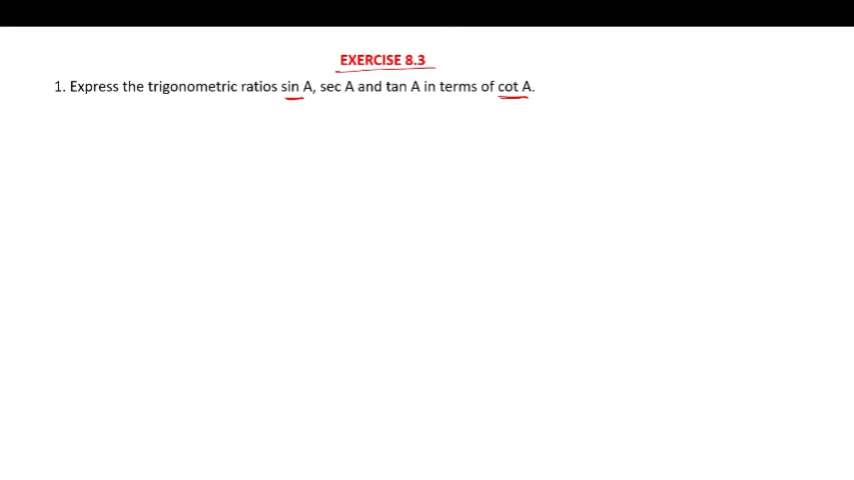 EXERCISE 8.3
1. Express the trigonometric ratios sin A, sec A and tan A in terms of cot A.